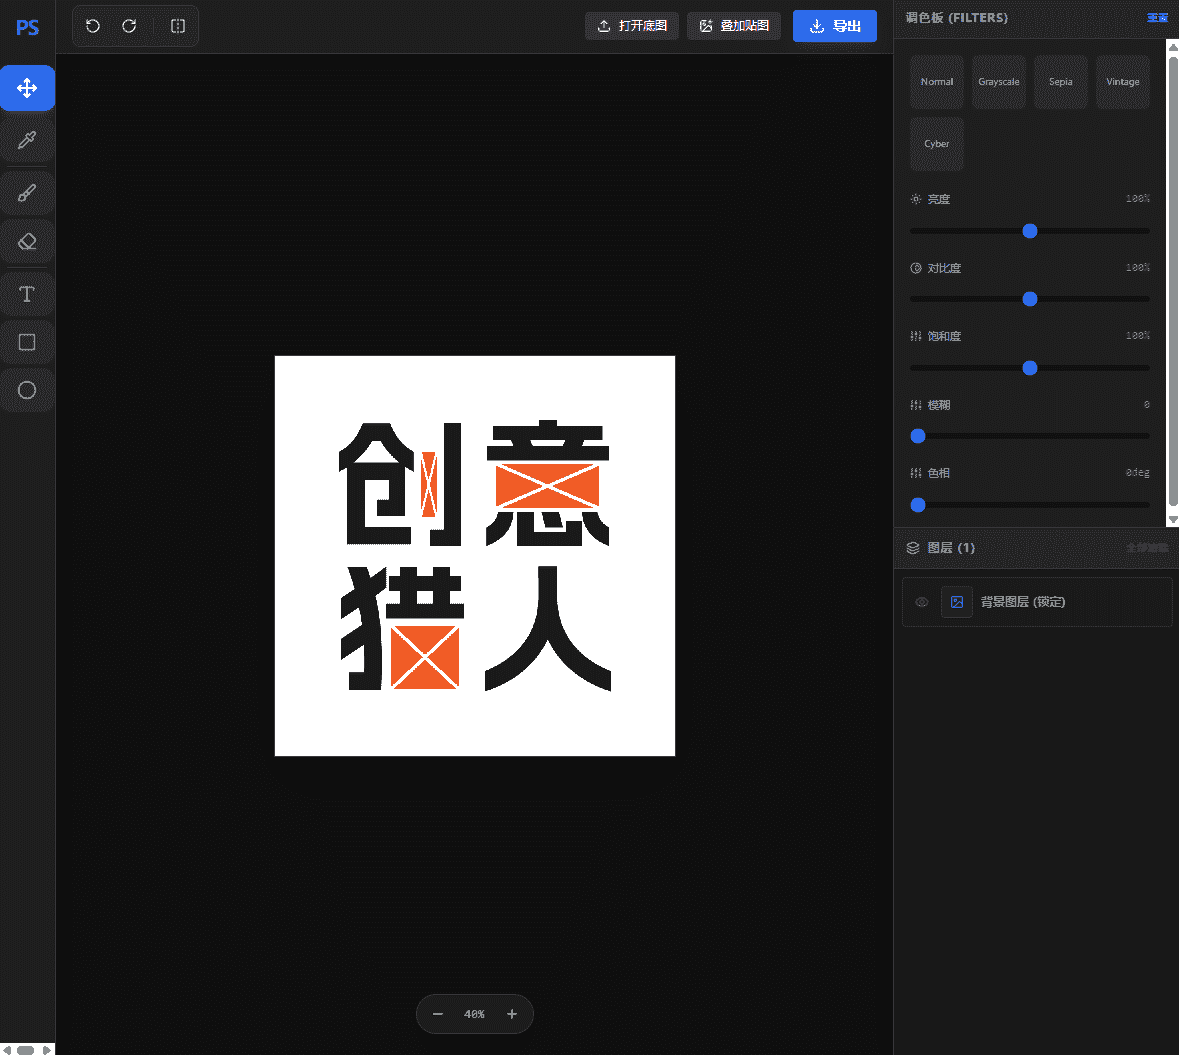 PS
打开底图
叠加贴图
导出
调色板 (FILTERS)
重置
Normal
Grayscale
Sepia
Vintage
Cyber
亮度
100%
对比度
100%
饱和度
100%
模糊
0
色相
0deg
图层 (1)
背景图层 (锁定)
创意
猎人
40%